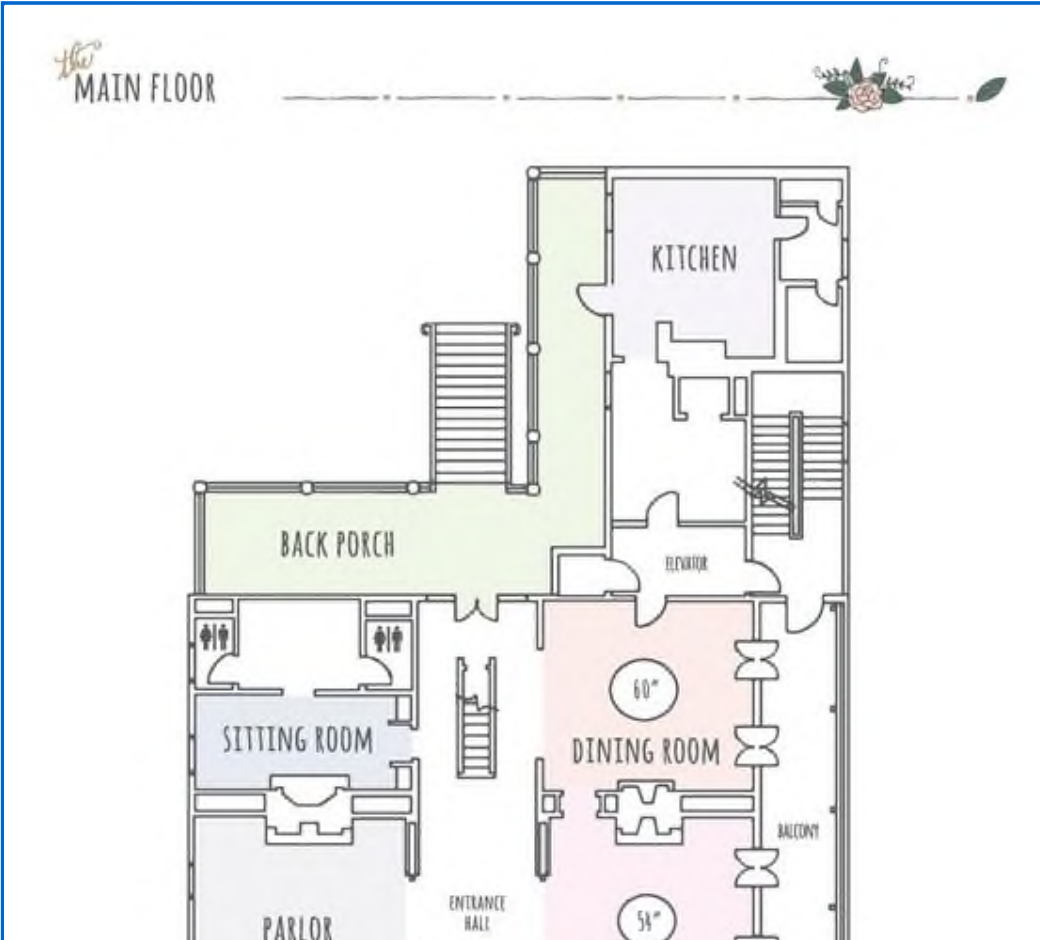 the
MAIN FLOOR
KITCHEN
BACK PORCH
ELEVATOR
60"
SITTING ROOM
DINING ROOM
BALCONY
ENTRANCE
HALL
54"
PARLOR